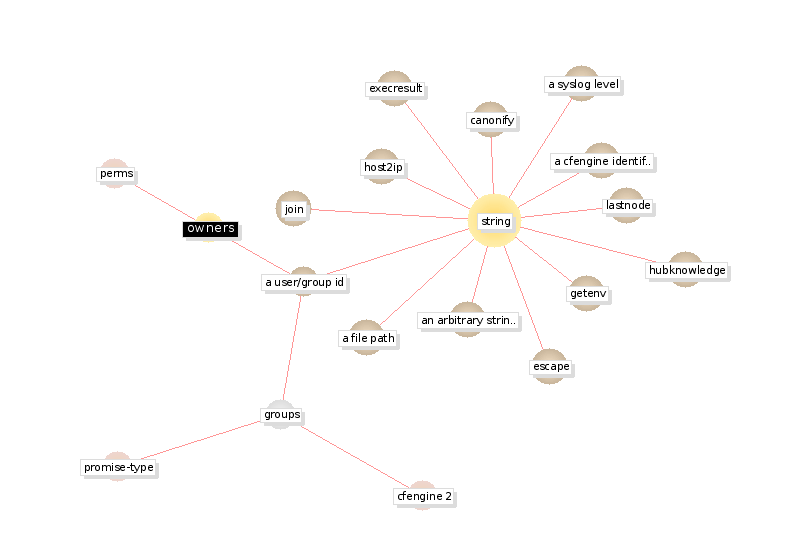 execresult
a syslog level
canonify
a cfengine identif..
host2ip
perms
lastnode
join
string
owners
hubknowledge
a user/group id
getenv
an arbitrary strin..
a file path
escape
groups
promise-type
cfengine 2